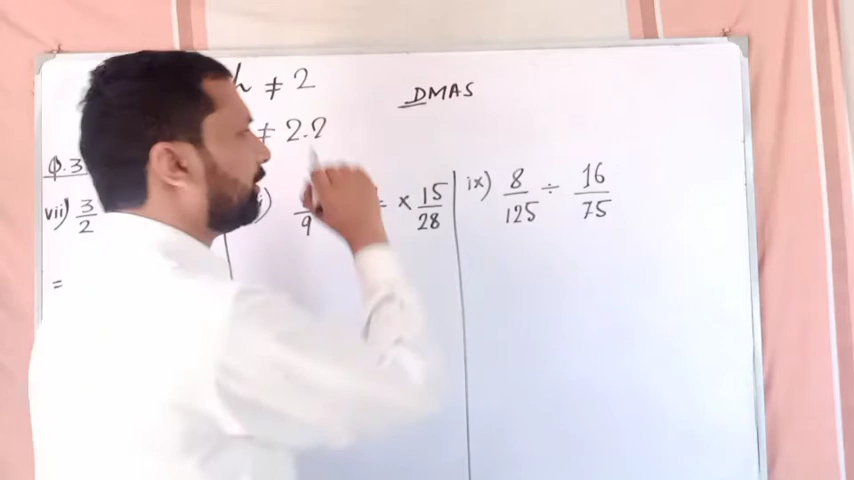 ≠ 2
DMAS
≠ 2.2
Q.3
vii) 3/2
=
) /9 × 15/28
ix) 8/125 ÷ 16/75